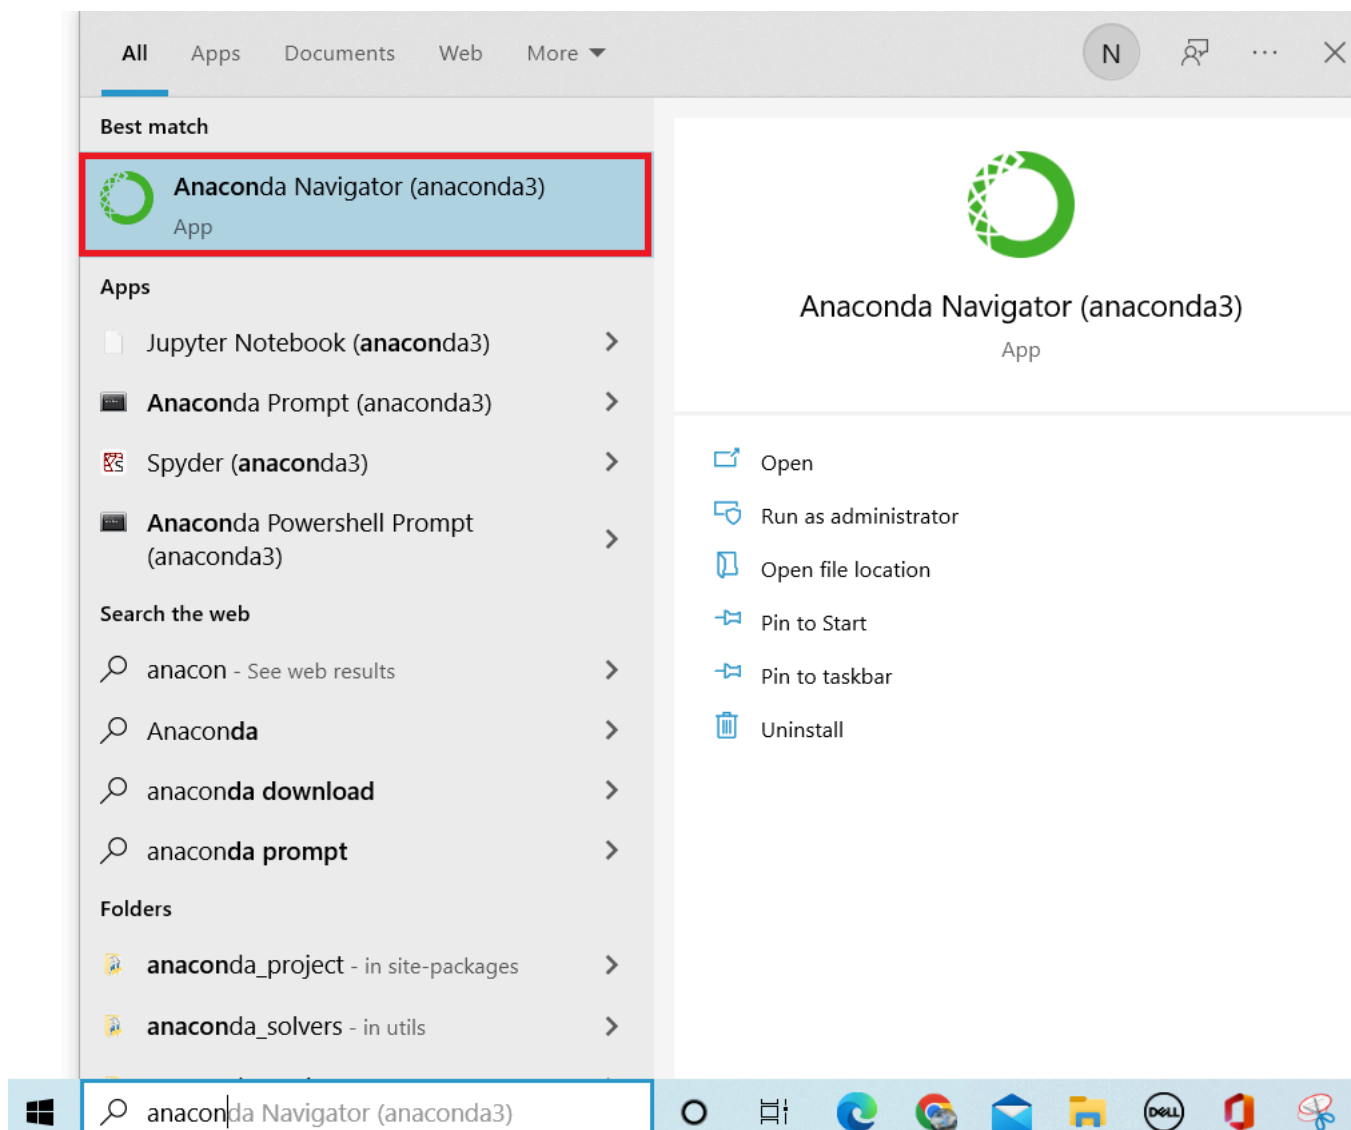 All Apps Documents Web More N
Best match
Anaconda Navigator (anaconda3)
App
Apps
Jupyter Notebook (anaconda3)
Anaconda Prompt (anaconda3)
Spyder (anaconda3)
Anaconda Powershell Prompt
(anaconda3)
Search the web
anacon - See web results
Anaconda
anaconda download
anaconda prompt
Folders
anaconda_project - in site-packages
anaconda_solvers - in utils
Anaconda Navigator (anaconda3)
App
Open
Run as administrator
Open file location
Pin to Start
Pin to taskbar
Uninstall
anaconda Navigator (anaconda3)
DELL